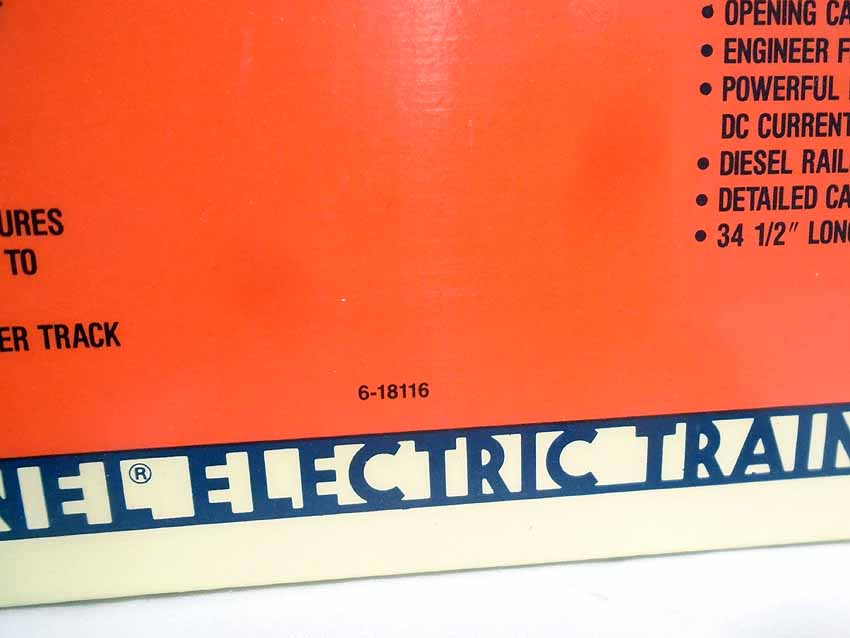 URES
TO
ER TRACK
OPENING CA
ENGINEER F
POWERFUL
DC CURRENT
DIESEL RAIL
DETAILED CA
34 1/2" LONG
6-18116
NEL® ELECTRIC TRAIN